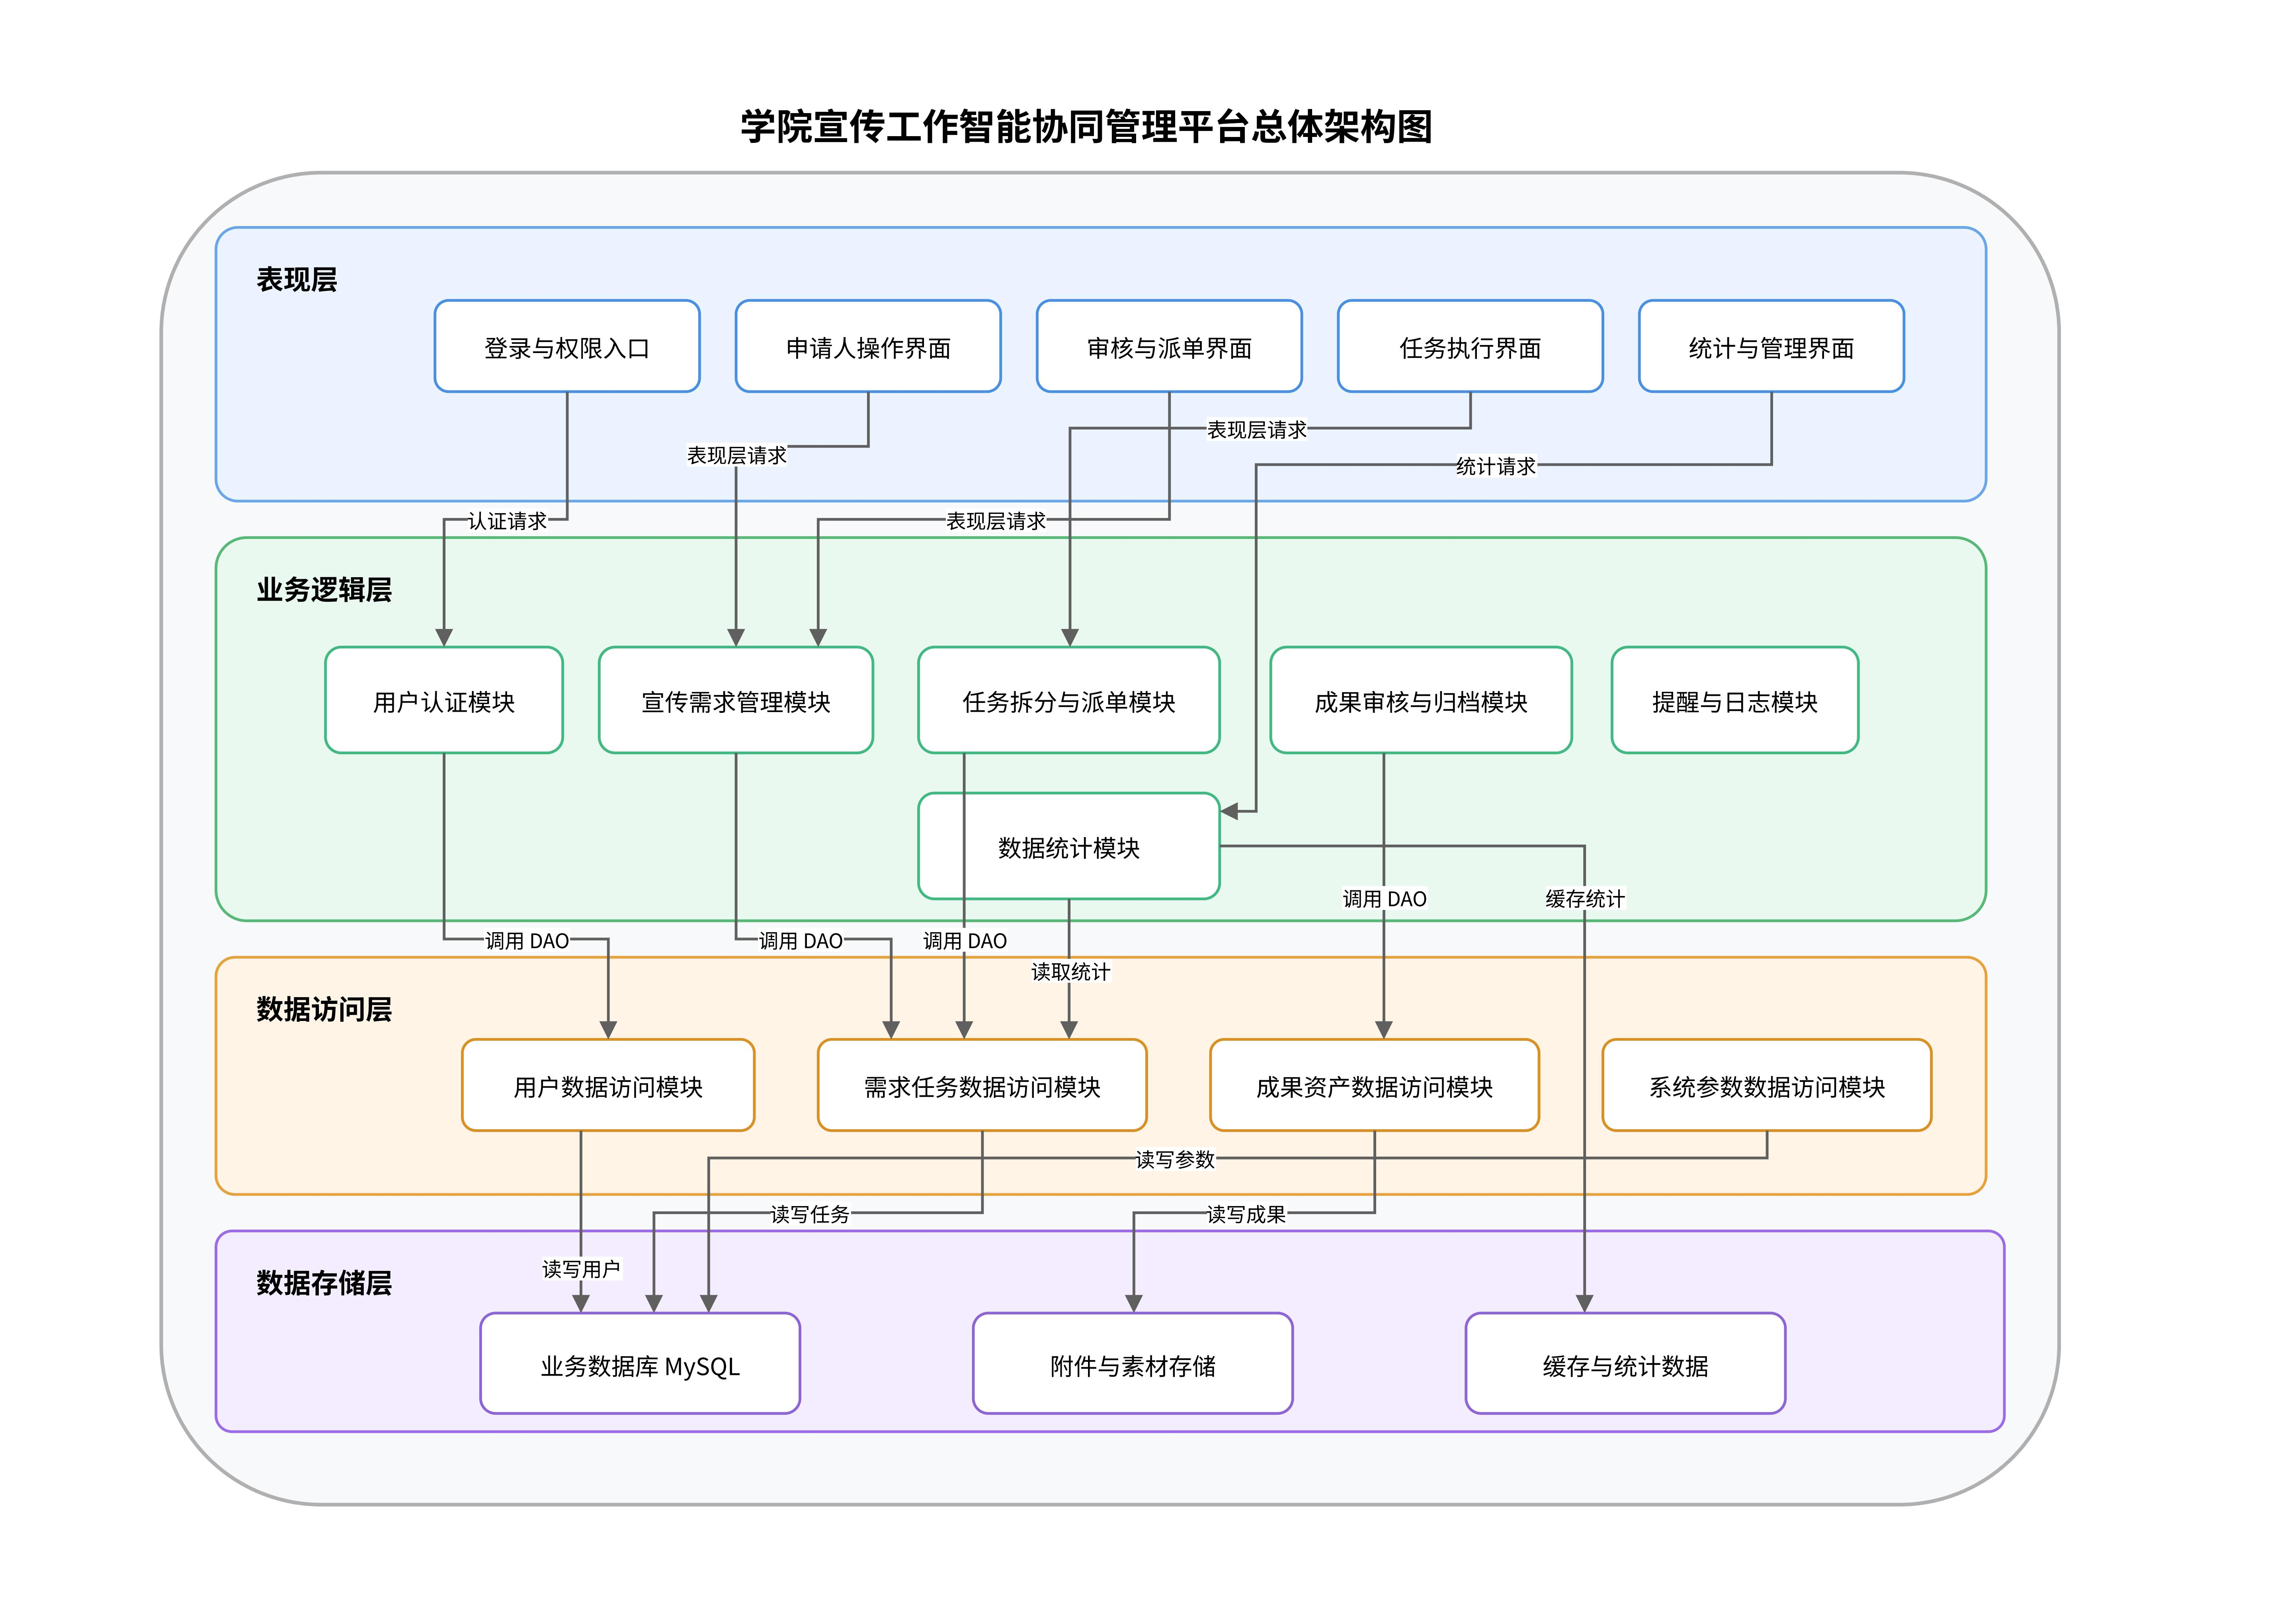 学院宣传工作智能协同管理平台总体架构图
表现层
登录与权限入口
申请人操作界面
审核与派单界面
任务执行界面
统计与管理界面
表现层请求
表现层请求
统计请求
认证请求
表现层请求
业务逻辑层
用户认证模块
宣传需求管理模块
任务拆分与派单模块
成果审核与归档模块
提醒与日志模块
数据统计模块
调用 DAO
缓存统计
调用 DAO
调用 DAO
调用 DAO
读取统计
数据访问层
用户数据访问模块
需求任务数据访问模块
成果资产数据访问模块
系统参数数据访问模块
读写参数
读写任务
读写成果
读写用户
数据存储层
业务数据库 MySQL
附件与素材存储
缓存与统计数据